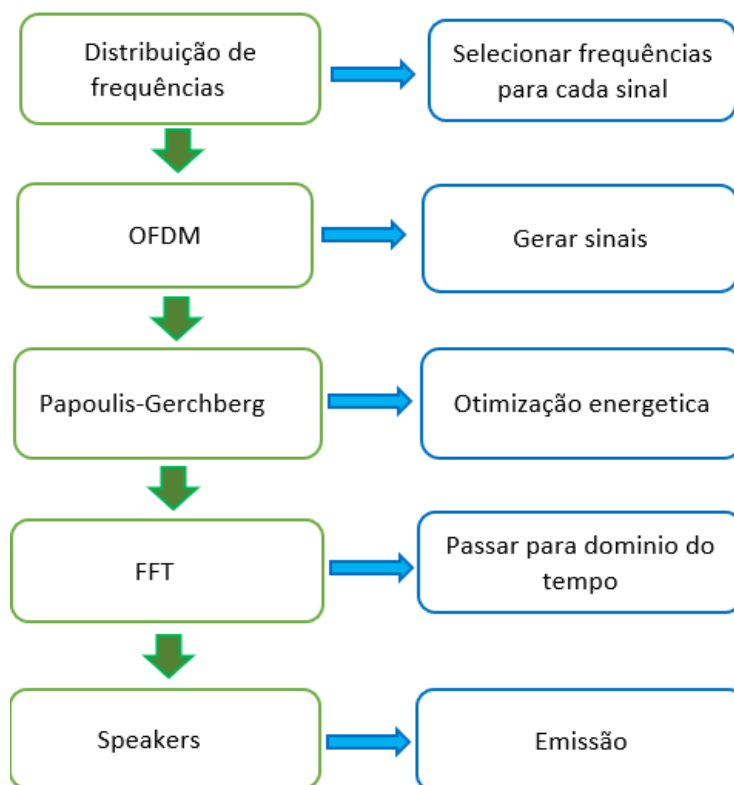 Distribuição de
frequências
Selecionar frequências
para cada sinal
OFDM
Gerar sinais
Papoulis-Gerchberg
Otimização energetica
FFT
Passar para dominio do
tempo
Speakers
Emissão